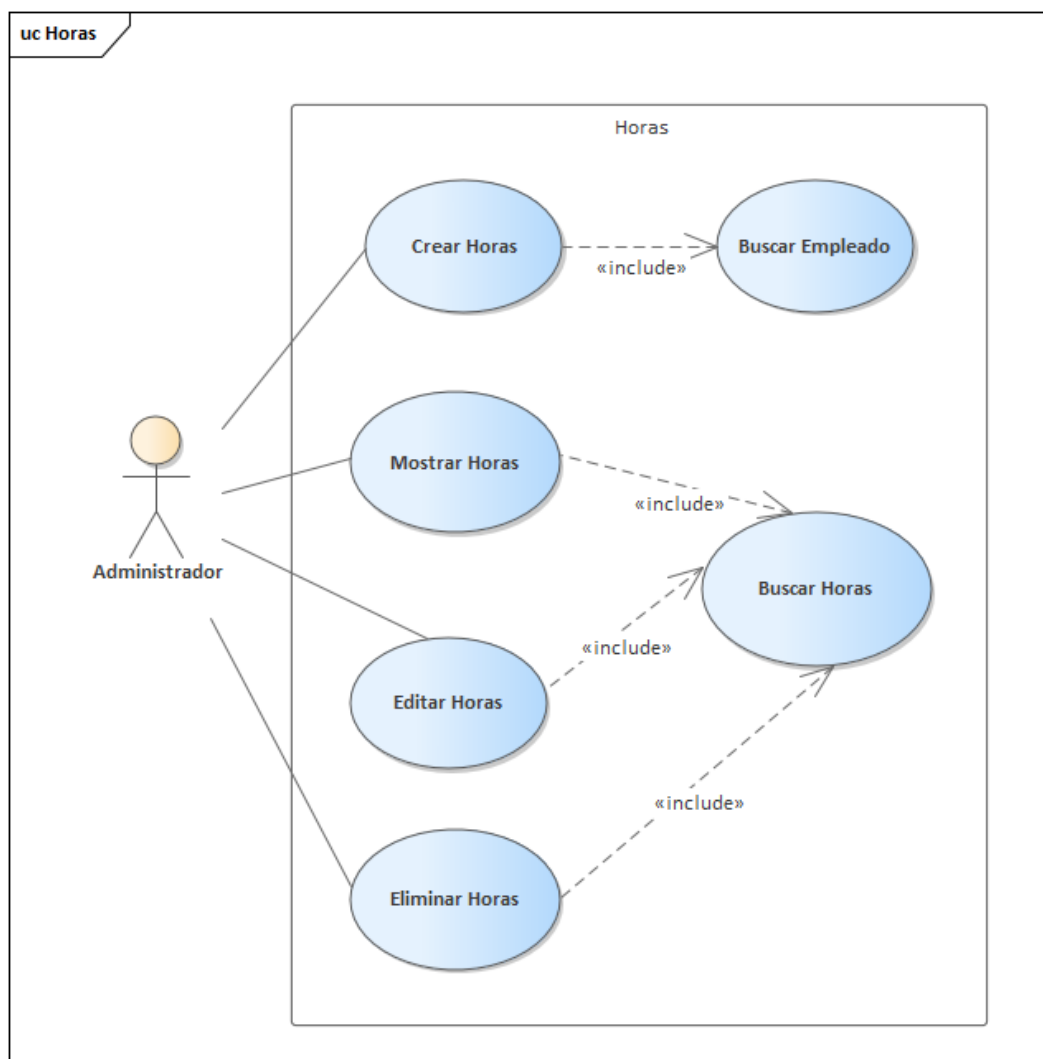 uc Horas
Horas
Crear Horas
«include»
Buscar Empleado
Mostrar Horas
«include»
Administrador
Buscar Horas
«include»
Editar Horas
«include»
Eliminar Horas